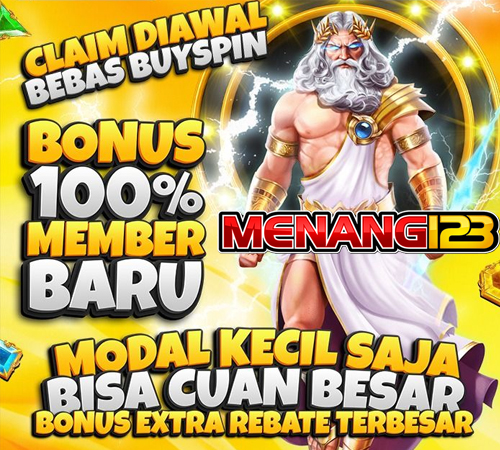 CLAIM DIAWAL
BEBAS BUYSPIN
BONUS
100%
MEMBER
BARU
MENANG123
MODAL KECIL SAJA
BISA CUAN BESAR
BONUS EXTRA REBATE TERBESAR